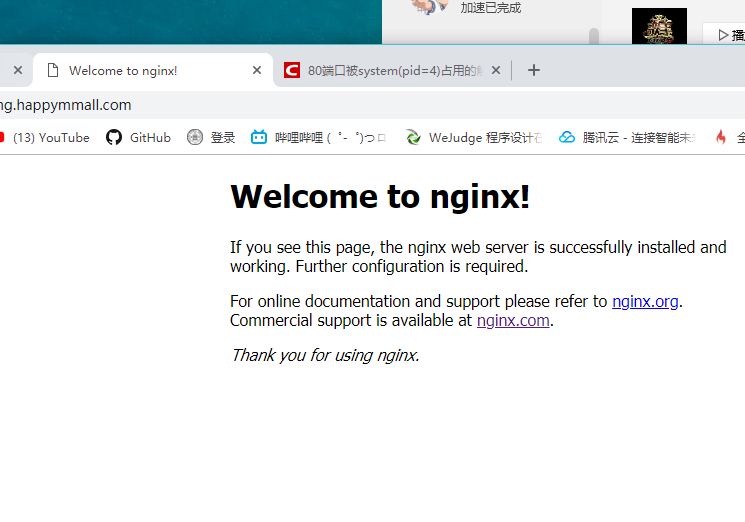 加速已完成
播
Welcome to nginx!
80端口被system(pid=4)占用的
ng.happymmall.com
(13) YouTube
GitHub
登录
哔哩哔哩 ( ゜- ゜)つロ
WeJudge 程序设计在
腾讯云 - 连接智能未
全
Welcome to nginx!
If you see this page, the nginx web server is successfully installed and
working. Further configuration is required.
For online documentation and support please refer to nginx.org.
Commercial support is available at nginx.com.
Thank you for using nginx.